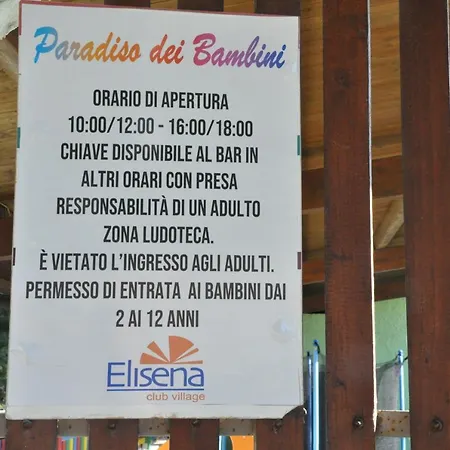 Paradiso dei Bambini
ORARIO DI APERTURA
10:00/12:00 - 16:00/18:00
CHIAVE DISPONIBILE AL BAR IN
ALTRI ORARI CON PRESA
RESPONSABILITÀ DI UN ADULTO
ZONA LUDOTECA.
È VIETATO L'INGRESSO AGLI ADULTI.
PERMESSO DI ENTRATA AI BAMBINI DAI
2 AI 12 ANNI
Elisena
club village